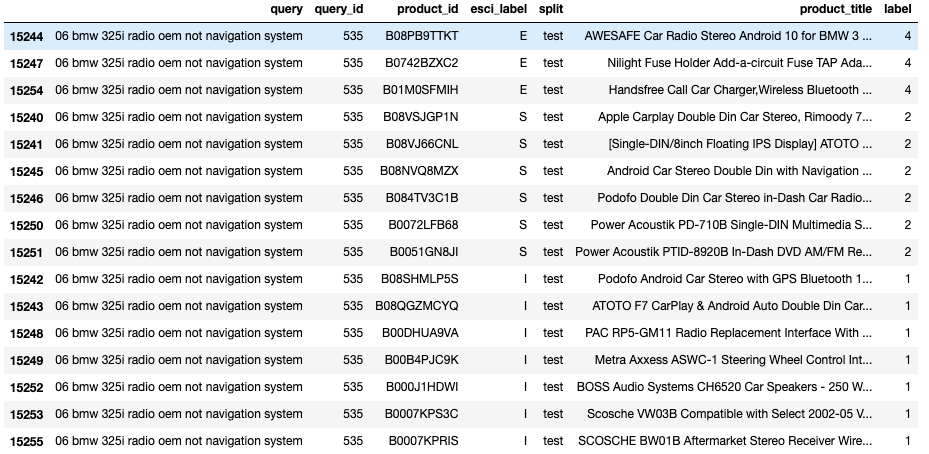 query query_id product_id esci_label split product_title label
15244 06 bmw 325i radio oem not navigation system 535 B08PB9TTKT E test AWESAFE Car Radio Stereo Android 10 for BMW 3 ... 4
15247 06 bmw 325i radio oem not navigation system 535 B0742BZXC2 E test Nilight Fuse Holder Add-a-circuit Fuse TAP Ada... 4
15254 06 bmw 325i radio oem not navigation system 535 B01M0SFMIH E test Handsfree Call Car Charger,Wireless Bluetooth ... 4
15240 06 bmw 325i radio oem not navigation system 535 B08VSJGP1N S test Apple Carplay Double Din Car Stereo, Rimoody 7... 2
15241 06 bmw 325i radio oem not navigation system 535 B08VJ66CNL S test [Single-DIN/8inch Floating IPS Display] ATOTO ... 2
15245 06 bmw 325i radio oem not navigation system 535 B08NVQ8MZX S test Android Car Stereo Double Din with Navigation ... 2
15246 06 bmw 325i radio oem not navigation system 535 B084TV3C1B S test Podofo Double Din Car Stereo in-Dash Car Radio... 2
15250 06 bmw 325i radio oem not navigation system 535 B0072LFB68 S test Power Acoustik PD-710B Single-DIN Multimedia S... 2
15251 06 bmw 325i radio oem not navigation system 535 B0051GN8JI S test Power Acoustik PTID-8920B In-Dash DVD AM/FM Re... 2
15242 06 bmw 325i radio oem not navigation system 535 B08SHMLP5S I test Podofo Android Car Stereo with GPS Bluetooth 1... 1
15243 06 bmw 325i radio oem not navigation system 535 B08QGZMCYQ I test ATOTO F7 CarPlay & Android Auto Double Din Car... 1
15248 06 bmw 325i radio oem not navigation system 535 B00DHUA9VA I test PAC RP5-GM11 Radio Replacement Interface With ... 1
15249 06 bmw 325i radio oem not navigation system 535 B00B4PJC9K I test Metra Axxess ASWC-1 Steering Wheel Control Int... 1
15252 06 bmw 325i radio oem not navigation system 535 B000J1HDWI I test BOSS Audio Systems CH6520 Car Speakers - 250 W... 1
15253 06 bmw 325i radio oem not navigation system 535 B0007KPS3C I test Scosche VW03B Compatible with Select 2002-05 V... 1
15255 06 bmw 325i radio oem not navigation system 535 B0007KPRIS I test SCOSCHE BW01B Aftermarket Stereo Receiver Wire... 1